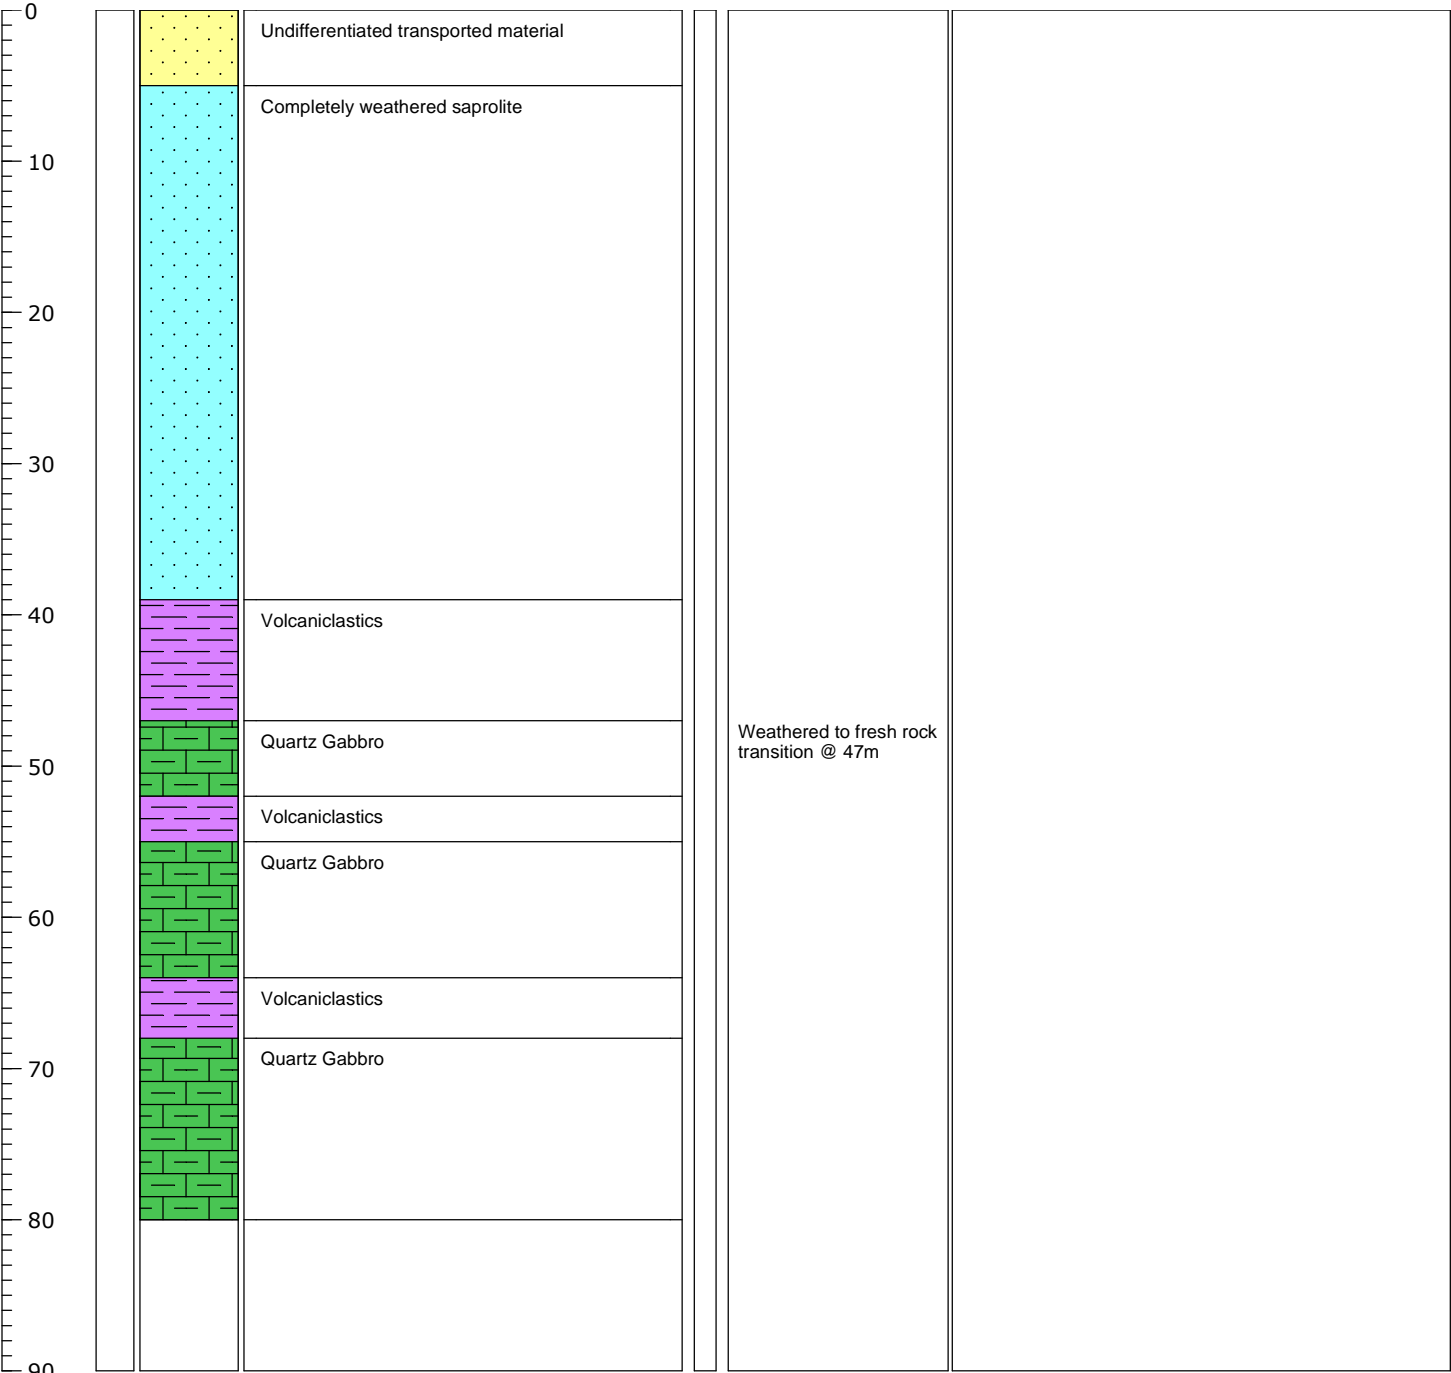 0
Undifferentiated transported material
Completely weathered saprolite
10
20
30
40
Volcaniclastics
Quartz Gabbro
Weathered to fresh rock
transition @ 47m
50
Volcaniclastics
Quartz Gabbro
60
Volcaniclastics
Quartz Gabbro
70
80
90